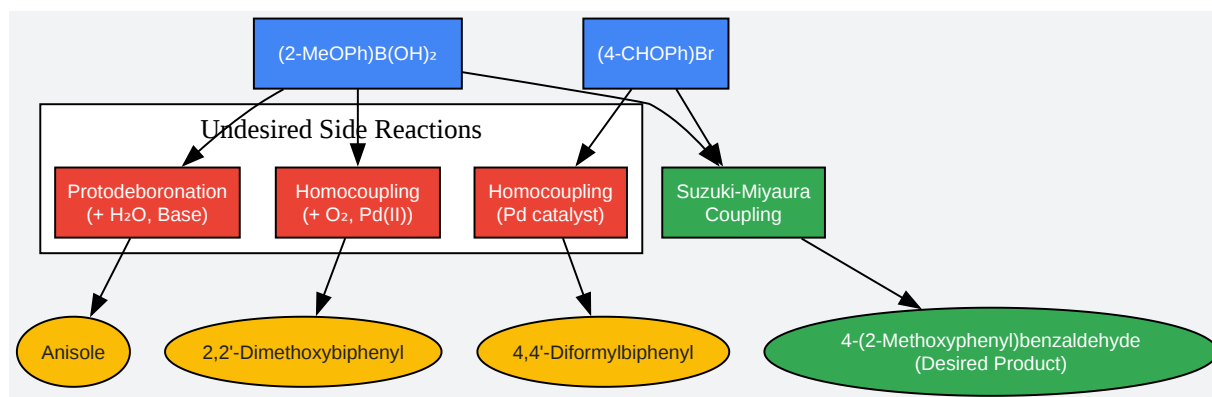 (2-MeOPh)B(OH)₂
(4-CHOPh)Br
Undesired Side Reactions
Protodeboronation
(+ H₂O, Base)
Homocoupling
(+ O₂, Pd(II))
Homocoupling
(Pd catalyst)
Suzuki-Miyaura
Coupling
Anisole
2,2'-Dimethoxybiphenyl
4,4'-Diformylbiphenyl
4-(2-Methoxyphenyl)benzaldehyde
(Desired Product)